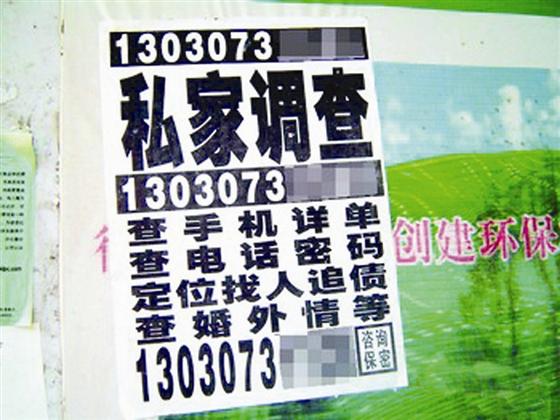 1303073
私家调查
1303073
查手机详单
查电话密码
定位找人追债
查婚外情等
1303073
咨询
保密
创建环保